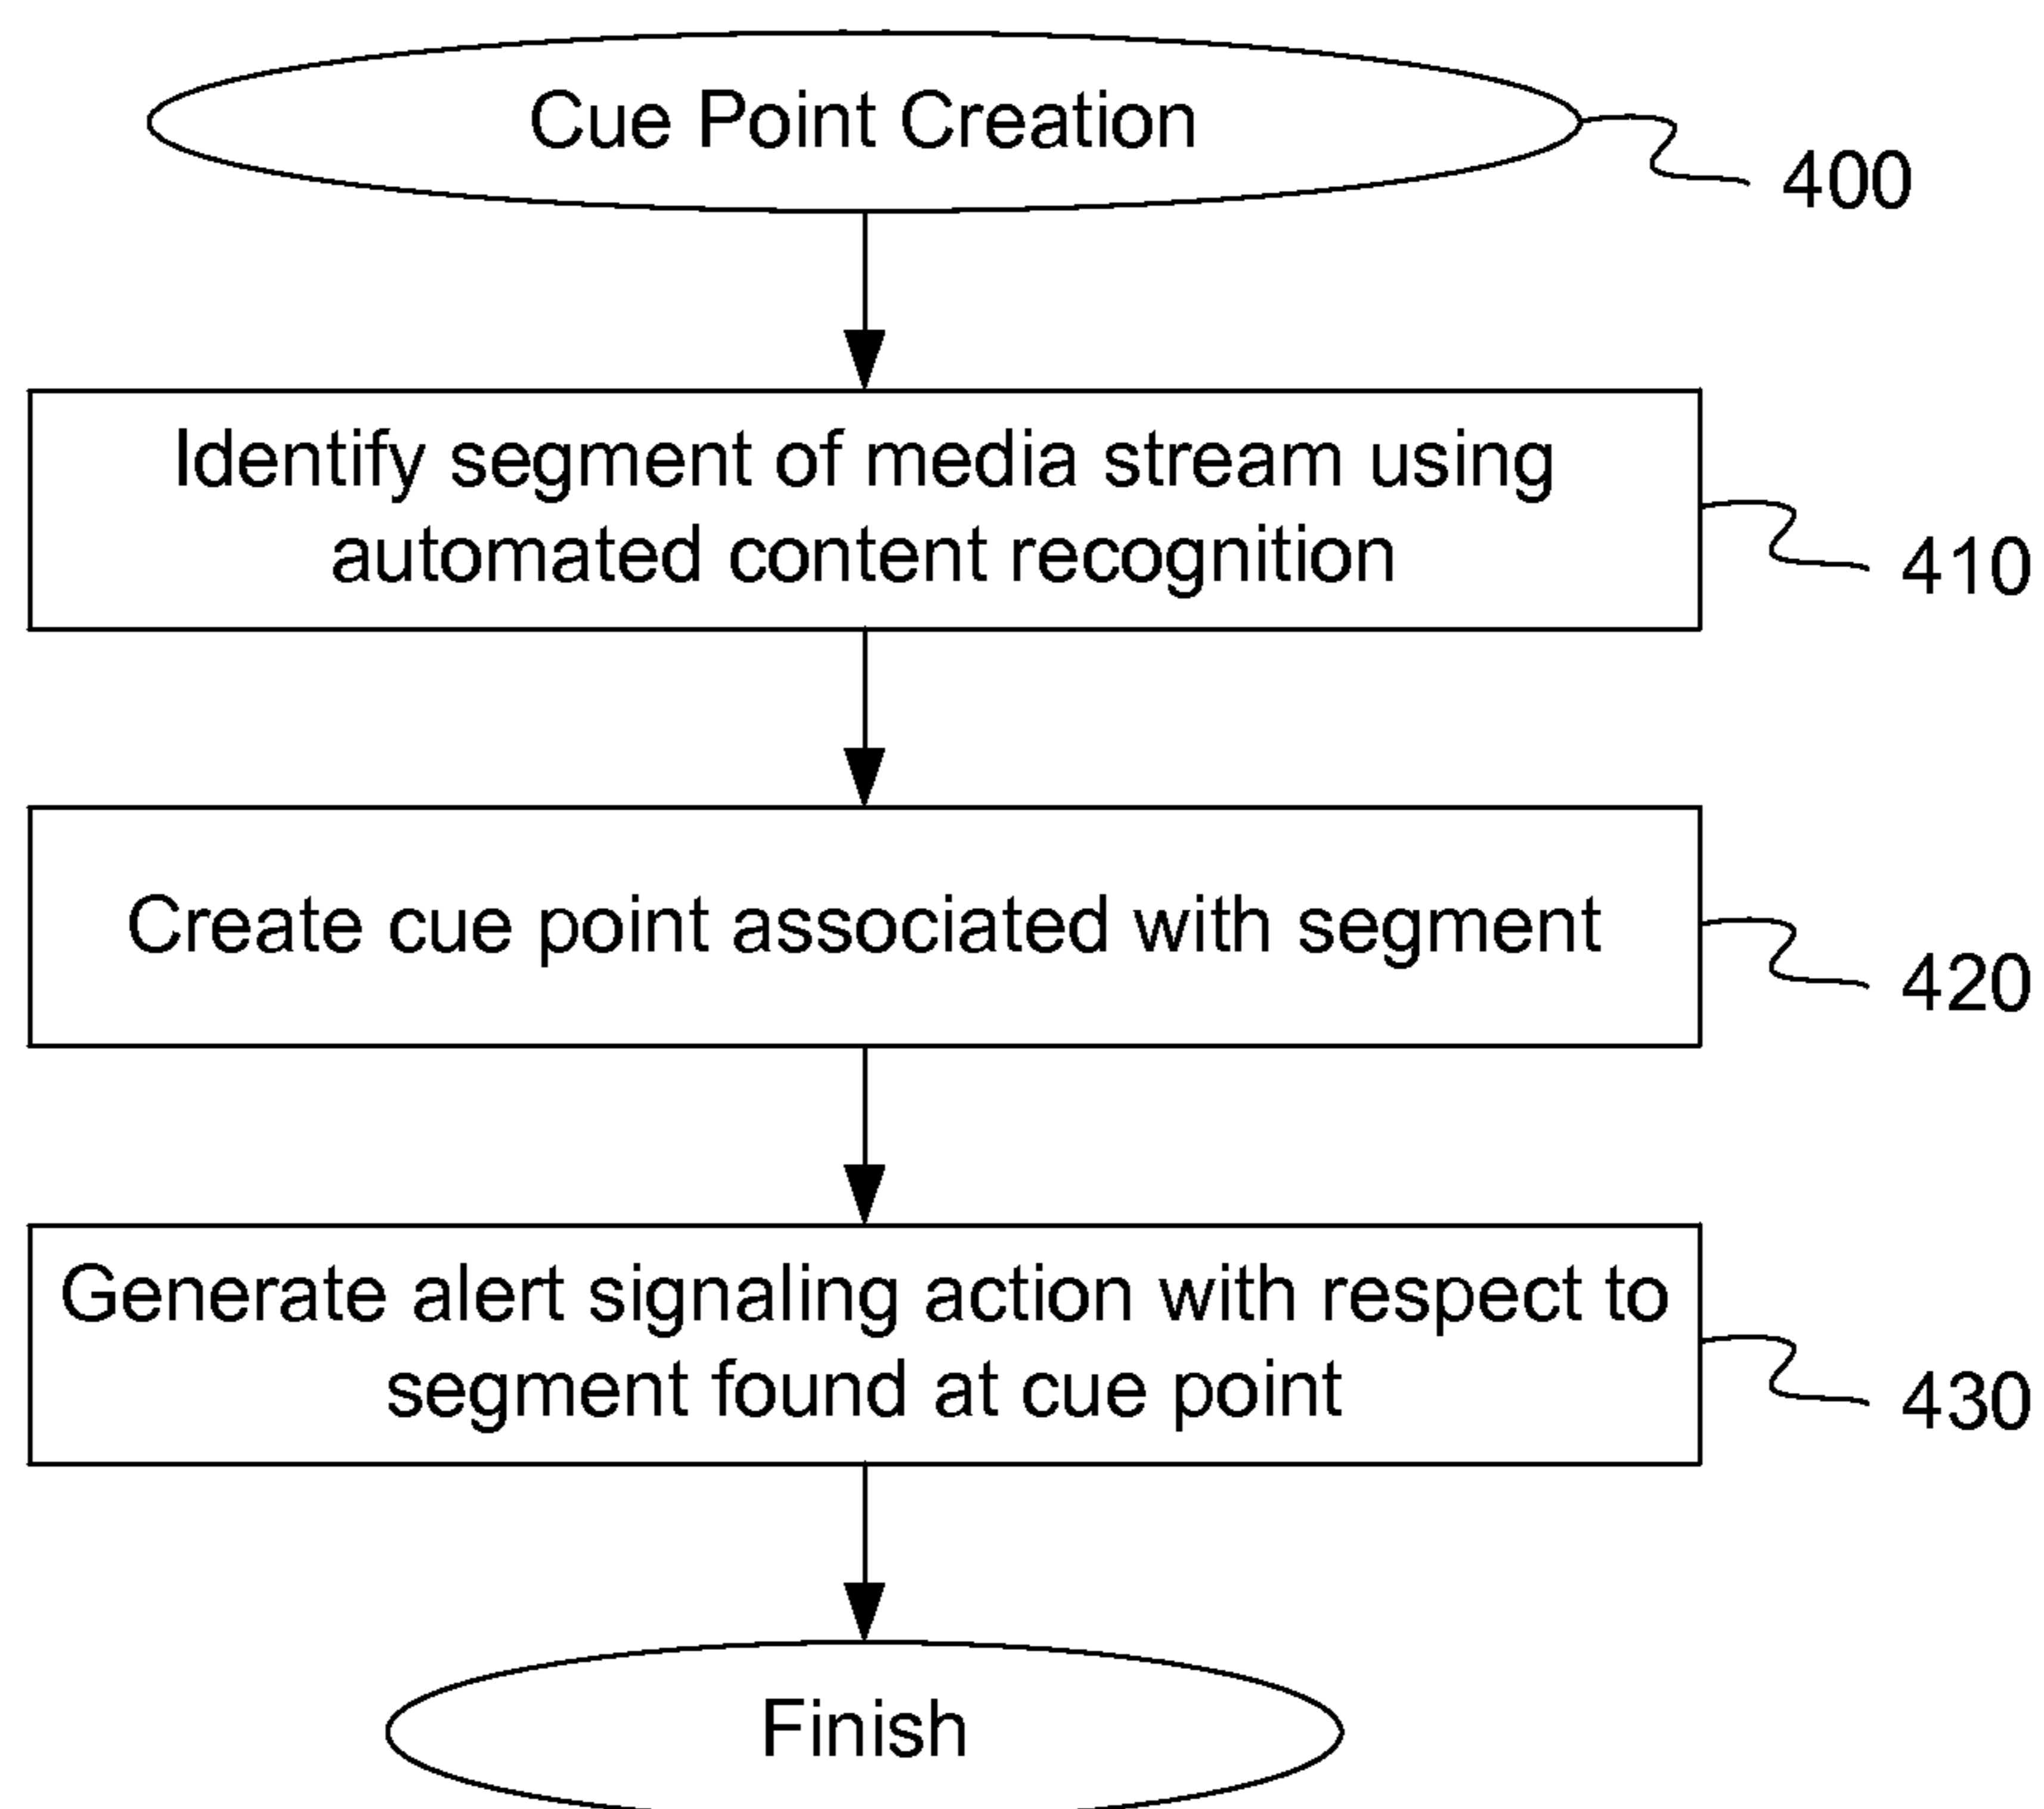 Cue Point Creation
400
Identify segment of media stream using
automated content recognition
410
Create cue point associated with segment
420
Generate alert signaling action with respect to
segment found at cue point
430
Finish